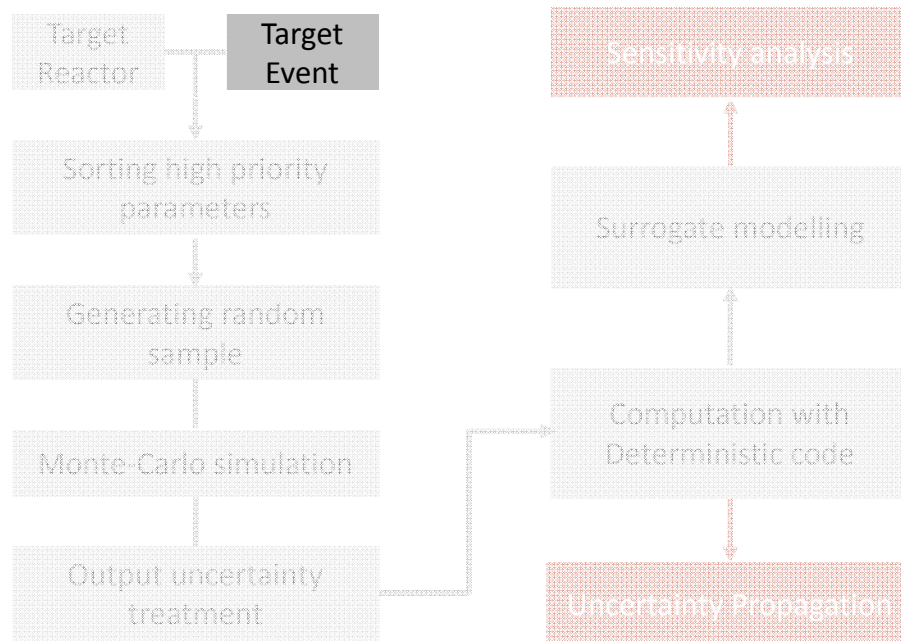 Target
Reactor
Target
Event
Sorting high priority
parameters
Generating random
sample
Monte-Carlo simulation
Output uncertainty
treatment
Sensitivity analysis
Surrogate modelling
Computation with
Deterministic code
Uncertainty Propagation